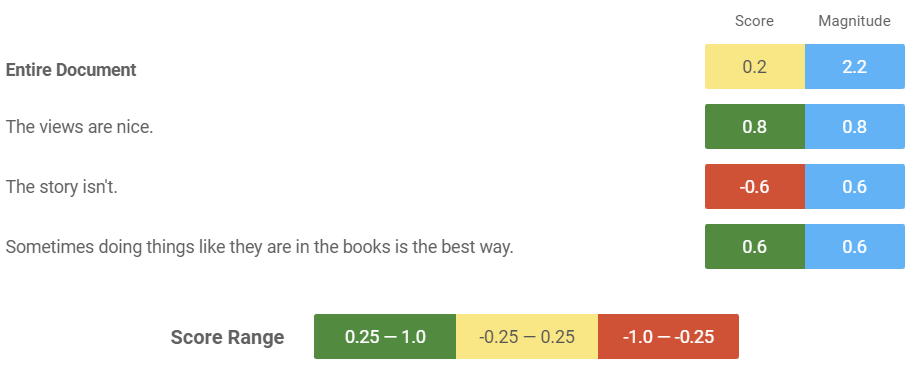 Score Magnitude
Entire Document 0.2 2.2
The views are nice. 0.8 0.8
The story isn't. -0.6 0.6
Sometimes doing things like they are in the books is the best way. 0.6 0.6
Score Range 0.25 — 1.0 -0.25 — 0.25 -1.0 — -0.25